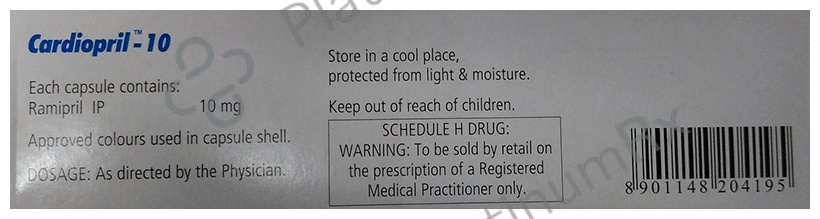 Cardiopril™-10
Each capsule contains:
Ramipril IP 10 mg
Approved colours used in capsule shell.
DOSAGE: As directed by the Physician.
Store in a cool place,
protected from light & moisture.
Keep out of reach of children.
SCHEDULE H DRUG:
WARNING: To be sold by retail on
the prescription of a Registered
Medical Practitioner only.
8 901148 204195